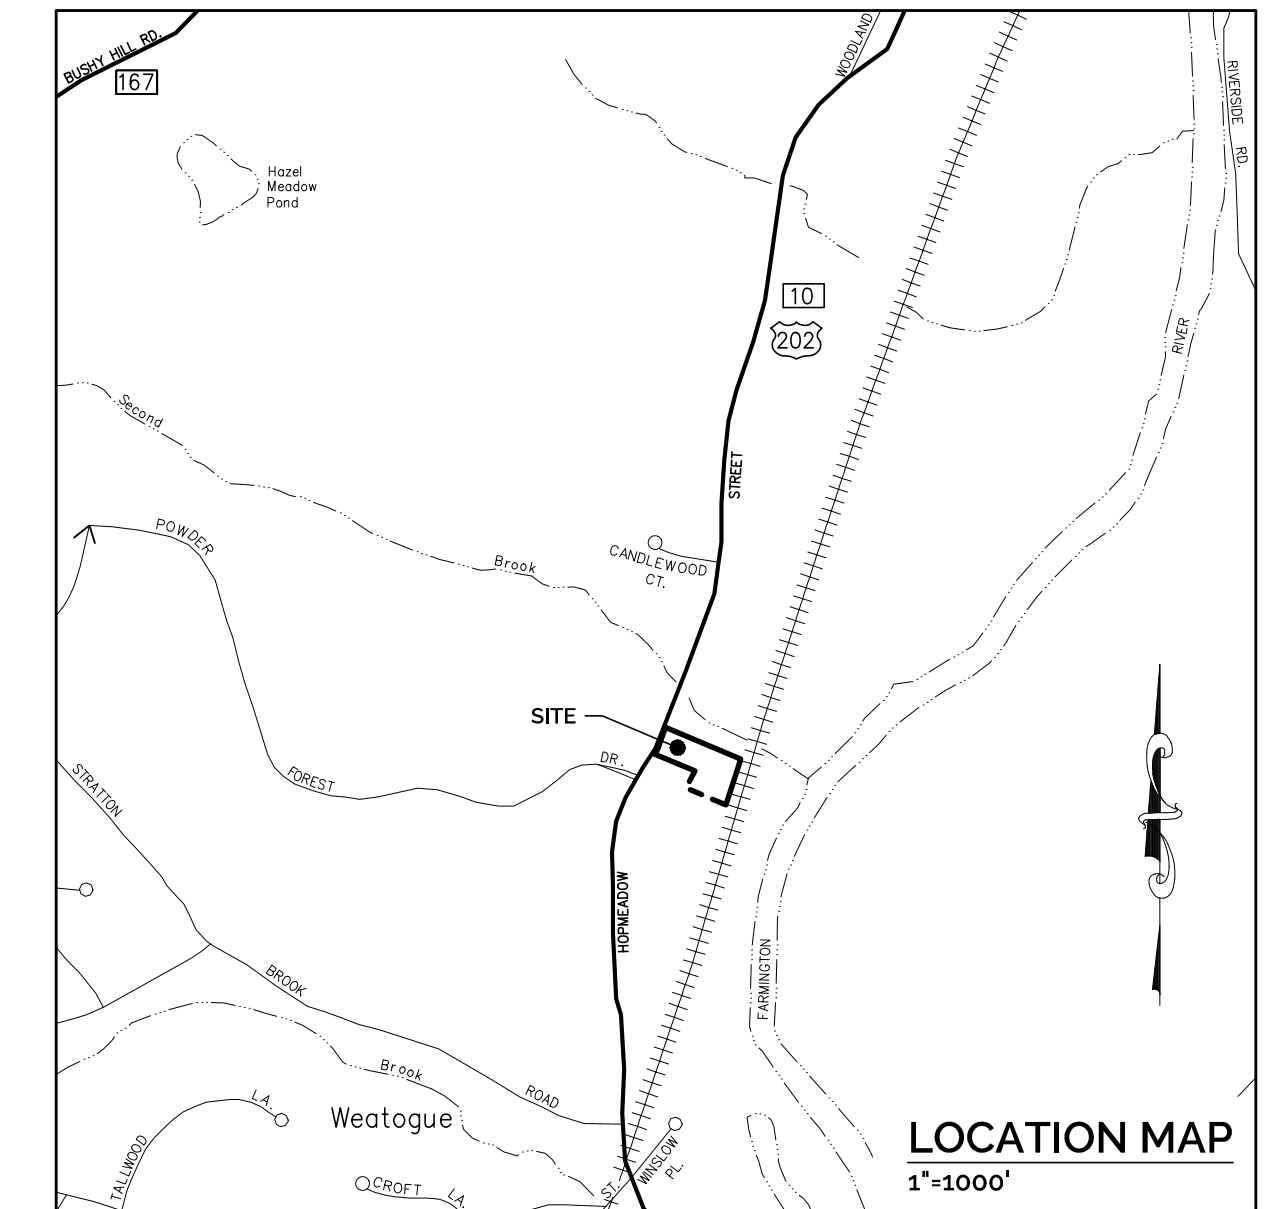 BUSHY HILL RD.
167
WOODLAND
RIVERSIDE RD.
Hazel
Meadow
Pond
10
202
RIVER
Second
STREET
POWDER
Brook
CANDLEWOOD
CT.
SITE
DR.
FOREST
STRATTON
HOPMEADOW
FARMINGTON
BROOK
Brook
ROAD
LA.
Weatogue
TALLWOOD
WINSLOW
PL.
CROFT LA.
ST.
LOCATION MAP
1"=1000'